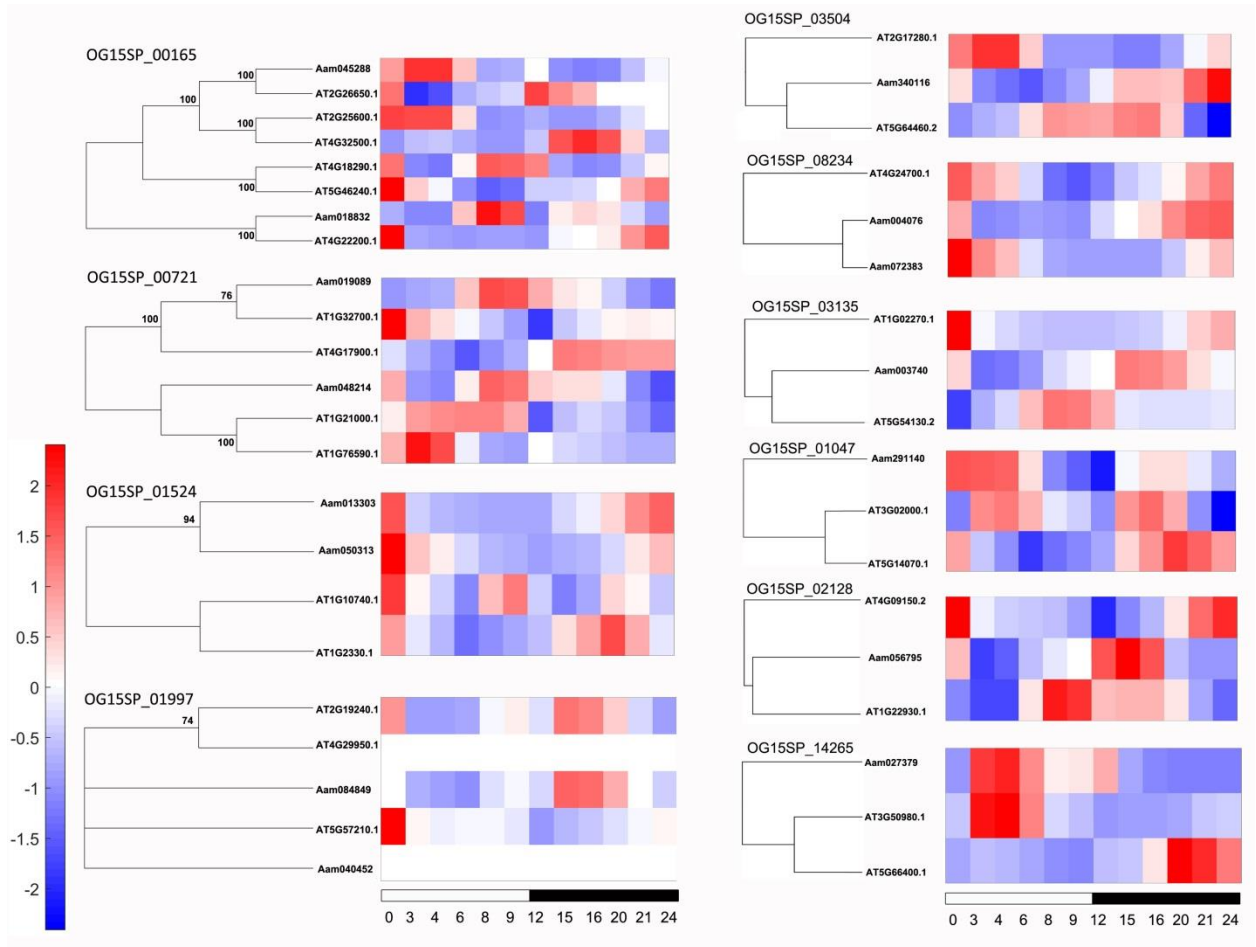 OG15SP_00165
Aam045288
100
AT2G26650.1
100
AT2G25600.1
100
AT4G32500.1
AT4G18290.1
100
AT5G46240.1
Aam018832
100
AT4G22200.1
OG15SP_00721
Aam019089
76
AT1G32700.1
100
AT4G17900.1
Aam048214
AT1G21000.1
100
AT1G76590.1
OG15SP_01524
Aam013303
94
Aam050313
AT1G10740.1
AT1G2330.1
OG15SP_01997
AT2G19240.1
74
AT4G29950.1
Aam084849
AT5G57210.1
Aam040452
2
1.5
1
0.5
0
-0.5
-1
-1.5
-2
0 3 4 6 8 9 12 15 16 20 21 24
OG15SP_03504
AT2G17280.1
Aam340116
AT5G64460.2
OG15SP_08234
AT4G24700.1
Aam004076
Aam072383
OG15SP_03135
AT1G02270.1
Aam003740
AT5G54130.2
OG15SP_01047
Aam291140
AT3G02000.1
AT5G14070.1
OG15SP_02128
AT4G09150.2
Aam056795
AT1G22930.1
OG15SP_14265
Aam027379
AT3G50980.1
AT5G66400.1
0 3 4 6 8 9 12 15 16 20 21 24